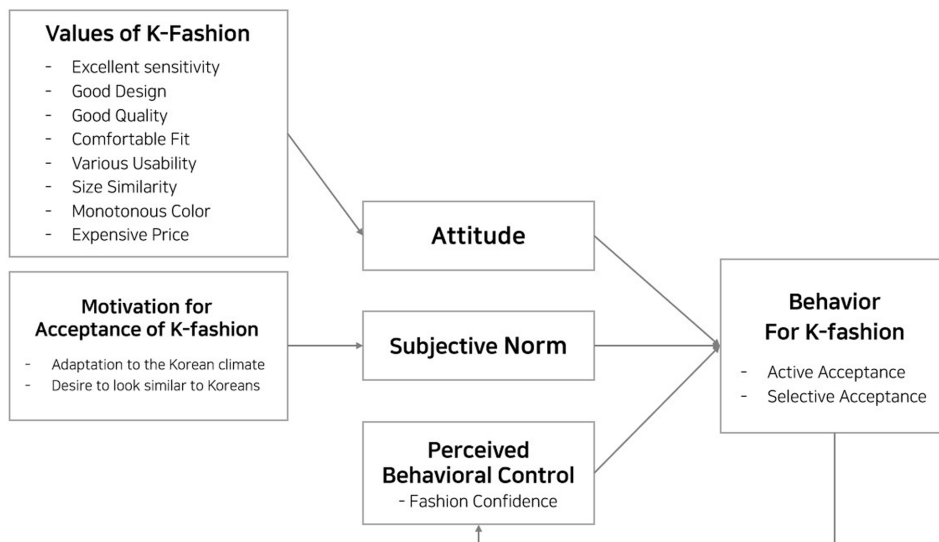 Values of K-Fashion
- Excellent sensitivity
- Good Design
- Good Quality
- Comfortable Fit
- Various Usability
- Size Similarity
- Monotonous Color
- Expensive Price
Motivation for
Acceptance of K-fashion
- Adaptation to the Korean climate
- Desire to look similar to Koreans
Attitude
Subjective Norm
Perceived
Behavioral Control
- Fashion Confidence
Behavior
For K-fashion
- Active Acceptance
- Selective Acceptance